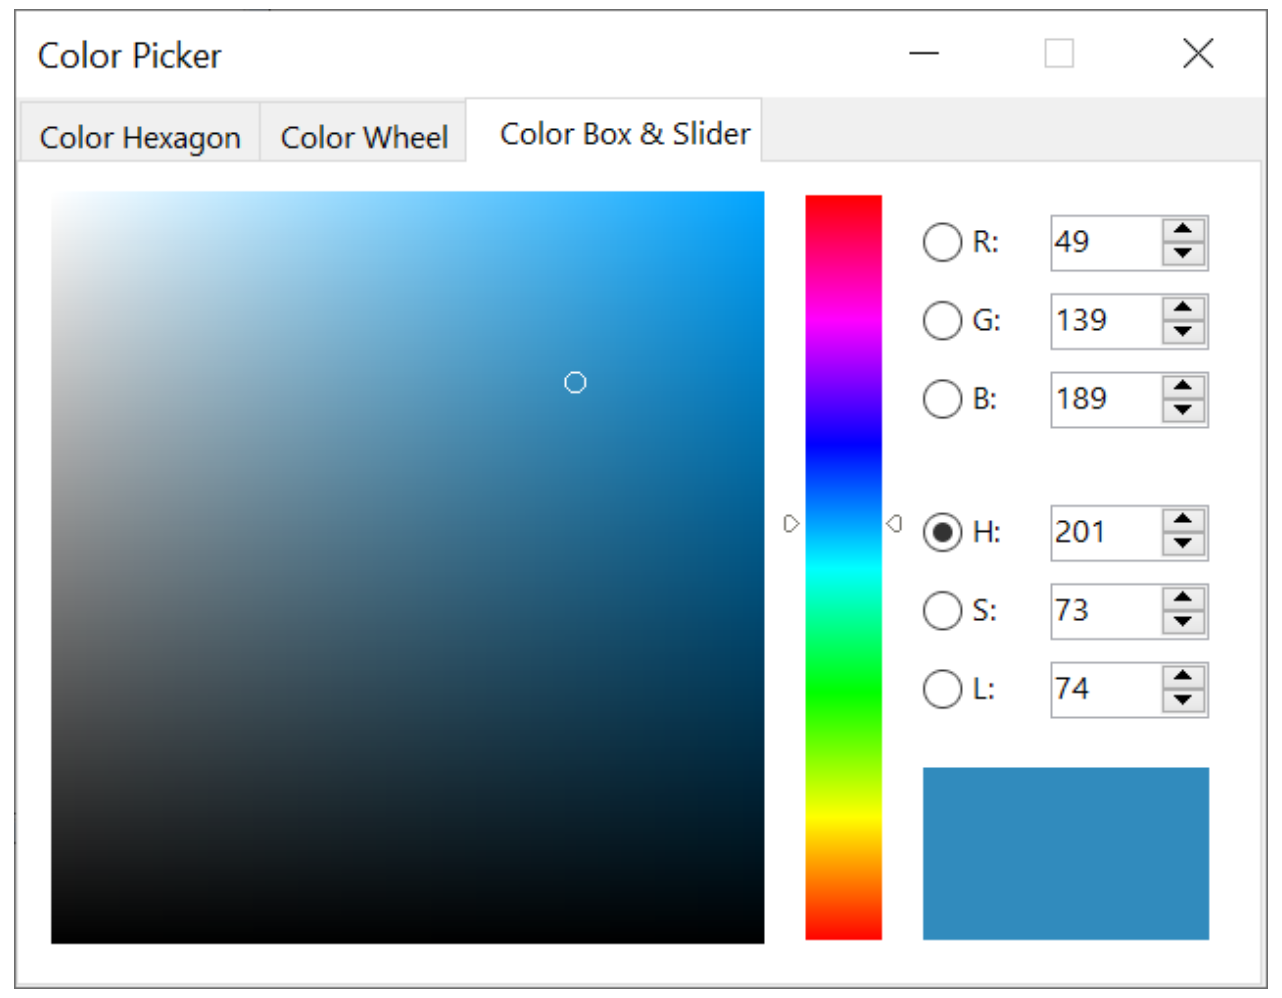 Color Picker
Color Hexagon Color Wheel Color Box & Slider
R: 49
G: 139
B: 189
H: 201
S: 73
L: 74